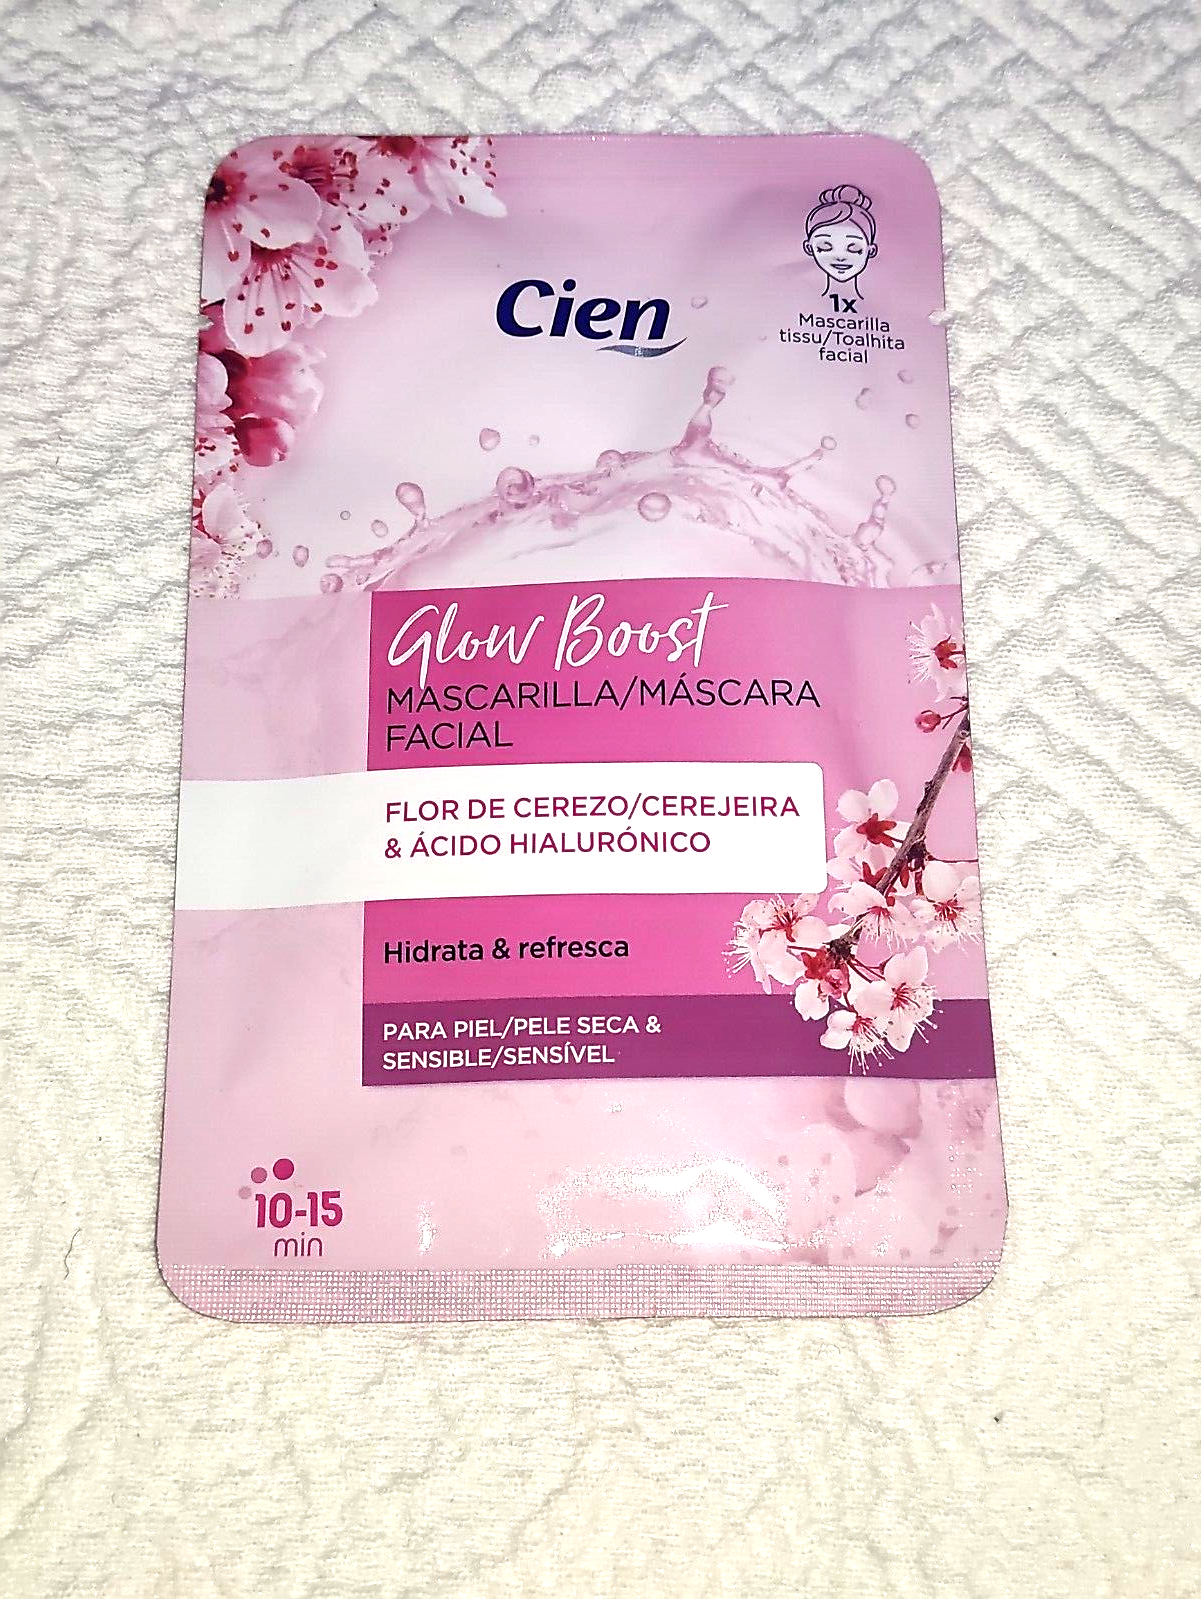 Cien
1x
Mascarilla
tissu/Toalhita
facial
Glow Boost
MASCARILLA/MÁSCARA
FACIAL
FLOR DE CEREZO/CEREJEIRA
& ÁCIDO HIALURÓNICO
Hidrata & refresca
PARA PIEL/PELE SECA &
SENSIBLE/SENSÍVEL
10-15
min